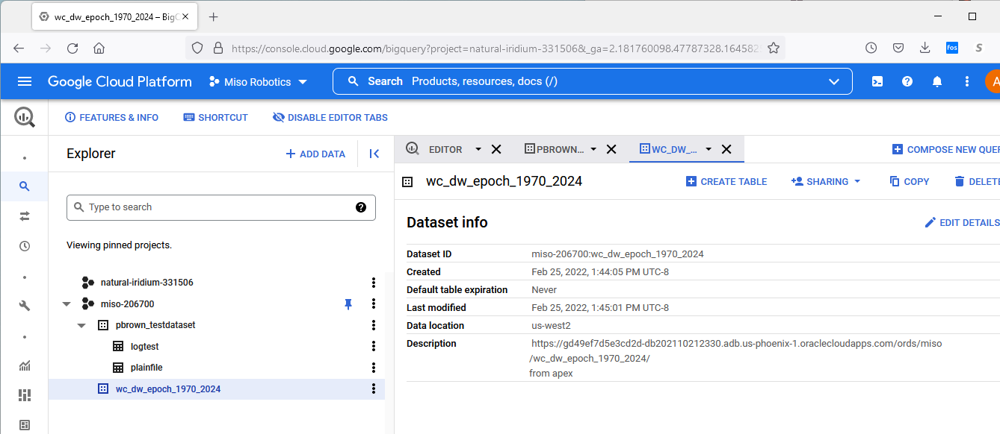 wc_dw_epoch_1970_2024 – BigC
https://console.cloud.google.com/bigquery?project=natural-iridium-331506&_ga=2.181760098.47787328.164582
fos
S
Google Cloud Platform
Miso Robotics
Search Products, resources, docs (/)
A
FEATURES & INFO
SHORTCUT
DISABLE EDITOR TABS
Explorer
ADD DATA
Type to search
Viewing pinned projects.
natural-iridium-331506
miso-206700
pbrown_testdataset
logtest
plainfile
wc_dw_epoch_1970_2024
EDITOR
PBROWN...
WC_DW_...
COMPOSE NEW QUER
wc_dw_epoch_1970_2024
CREATE TABLE
SHARING
COPY
DELETE
Dataset info
EDIT DETAILS
Dataset ID miso-206700:wc_dw_epoch_1970_2024
Created Feb 25, 2022, 1:44:05 PM UTC-8
Default table expiration Never
Last modified Feb 25, 2022, 1:45:01 PM UTC-8
Data location us-west2
Description https://gd49ef7d5e3cd2d-db202110212330.adb.us-phoenix-1.oraclecloudapps.com/ords/miso
/wc_dw_epoch_1970_2024/
from apex